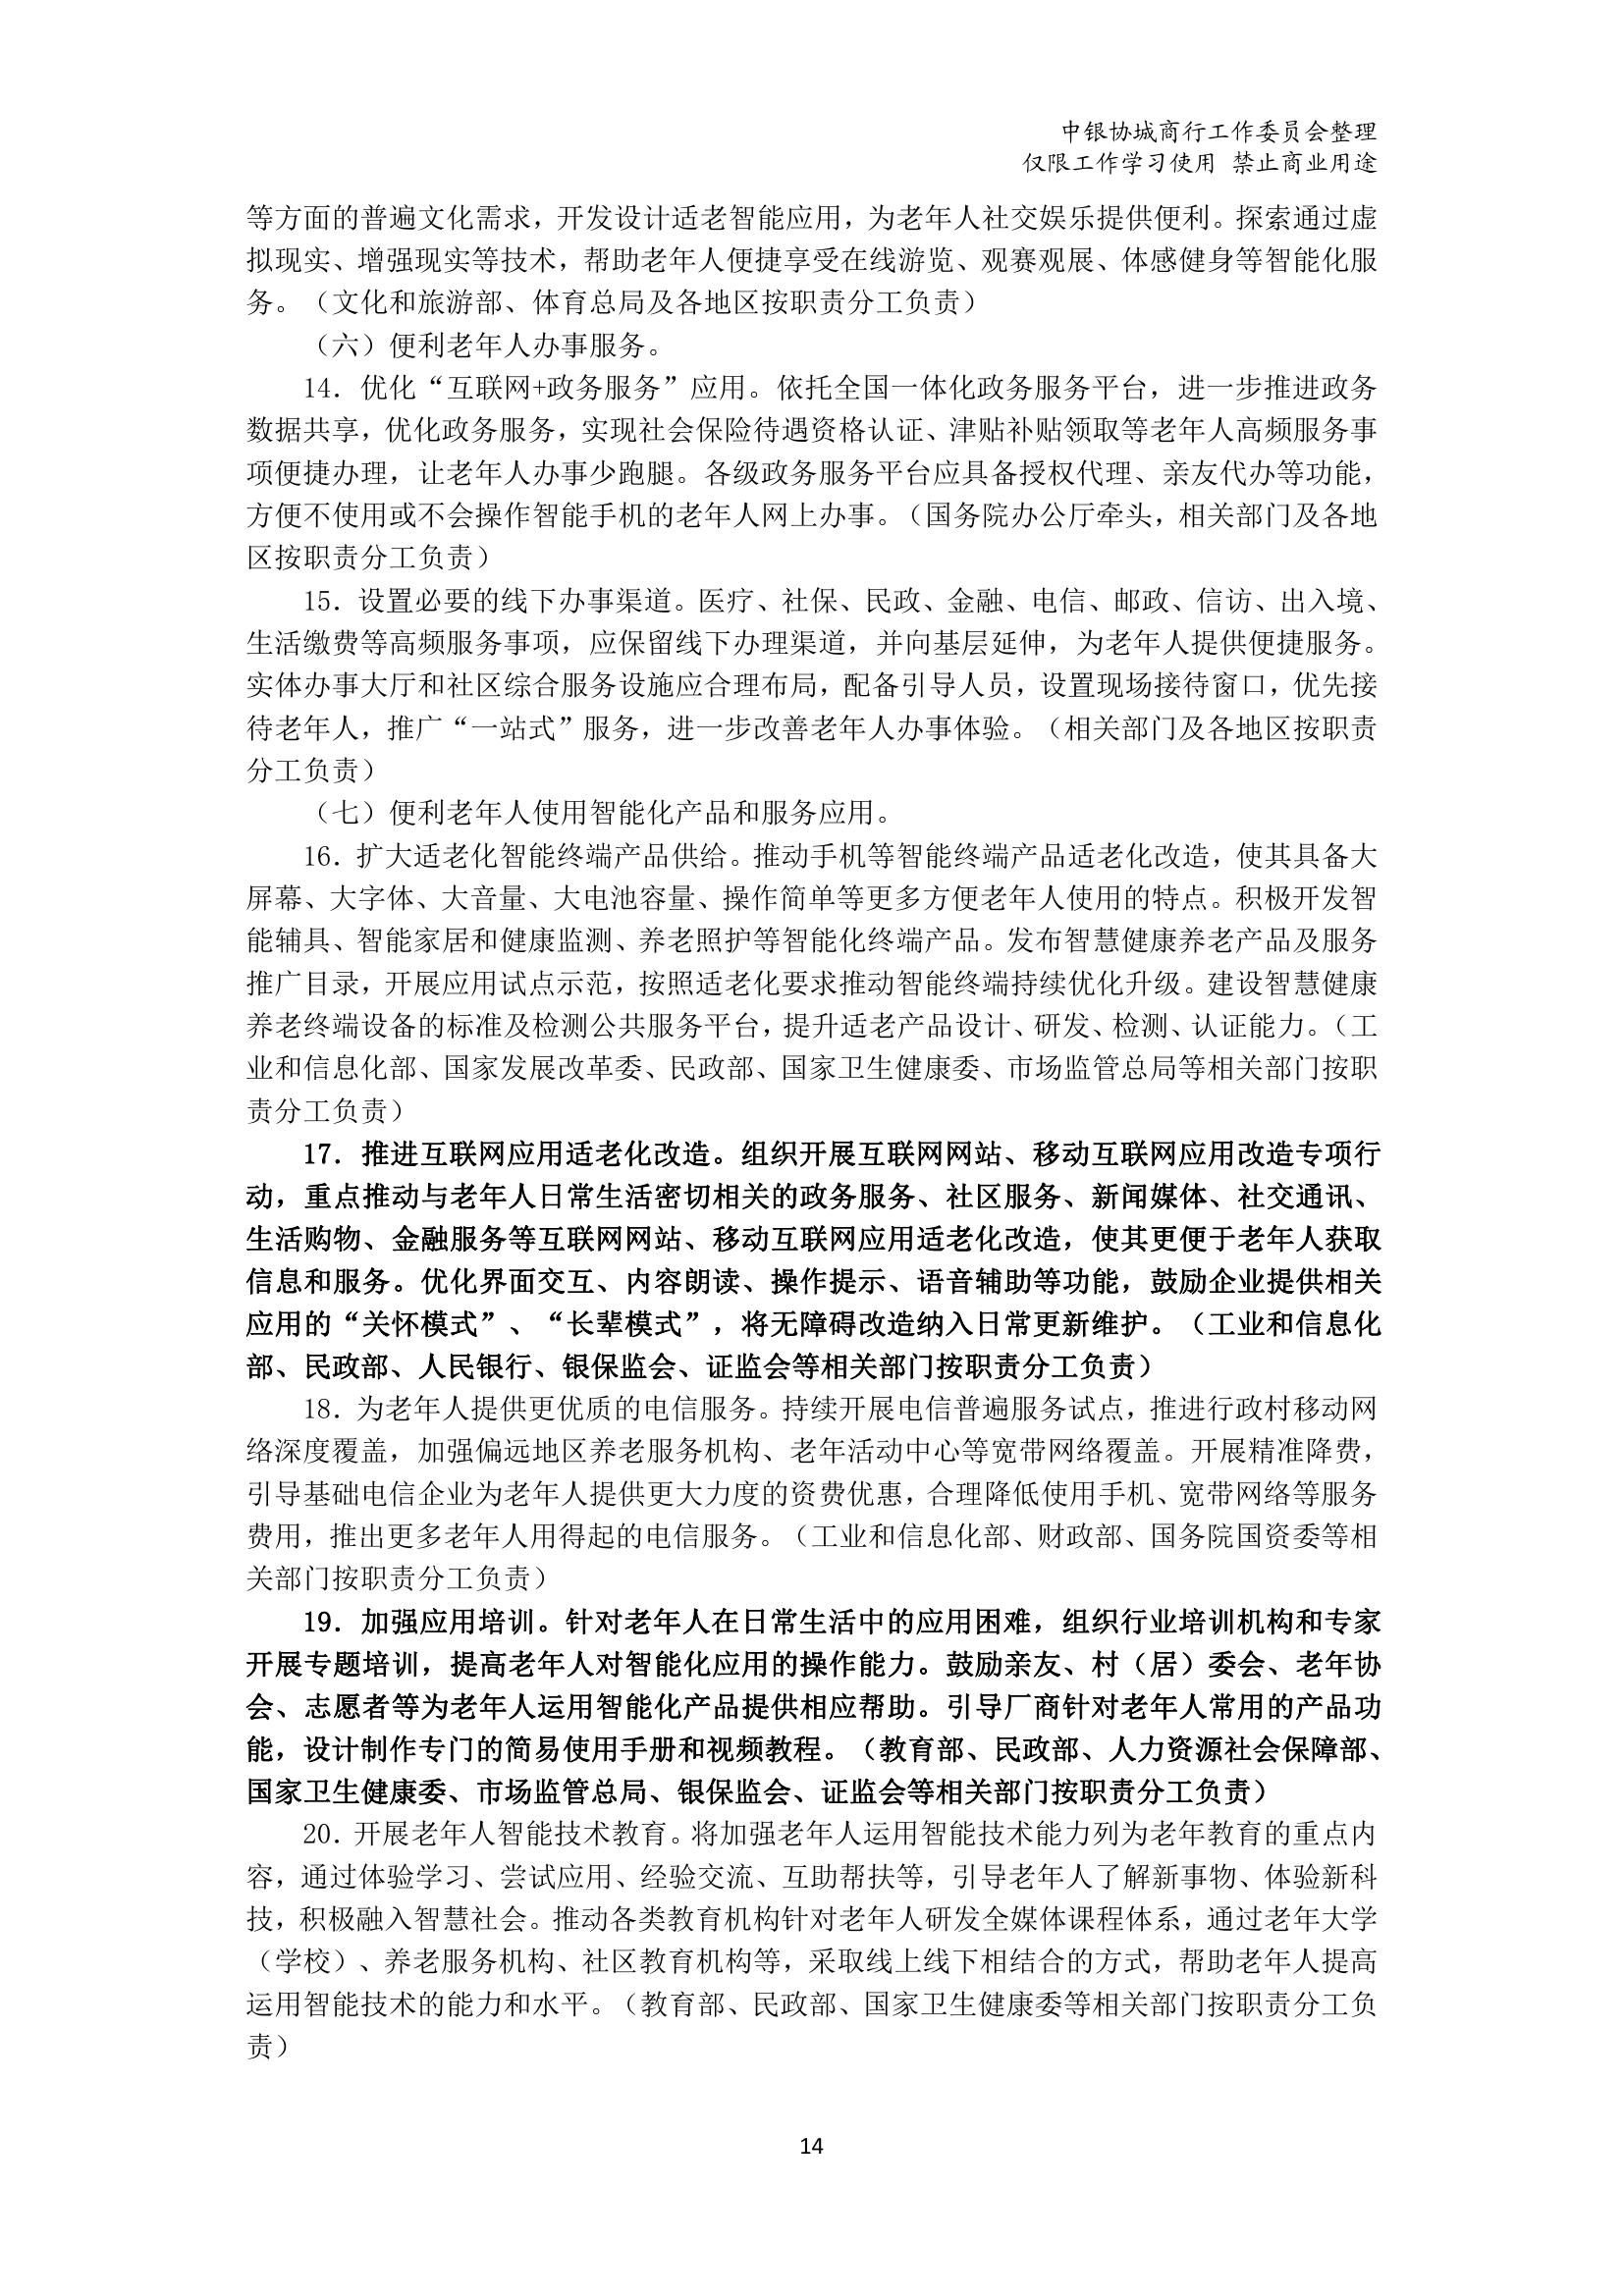 中银协城商行工作委员会整理
仅限工作学习使用 禁止商业用途
等方面的普遍文化需求，开发设计适老智能应用，为老年人社交娱乐提供便利。探索通过虚
拟现实、增强现实等技术，帮助老年人便捷享受在线游览、观赛观展、体感健身等智能化服
务。（文化和旅游部、体育总局及各地区按职责分工负责）
（六）便利老年人办事服务。
14．优化“互联网+政务服务”应用。依托全国一体化政务服务平台，进一步推进政务
数据共享，优化政务服务，实现社会保险待遇资格认证、津贴补贴领取等老年人高频服务事
项便捷办理，让老年人办事少跑腿。各级政务服务平台应具备授权代理、亲友代办等功能，
方便不使用或不会操作智能手机的老年人网上办事。（国务院办公厅牵头，相关部门及各地
区按职责分工负责）
15．设置必要的线下办事渠道。医疗、社保、民政、金融、电信、邮政、信访、出入境、
生活缴费等高频服务事项，应保留线下办理渠道，并向基层延伸，为老年人提供便捷服务。
实体办事大厅和社区综合服务设施应合理布局，配备引导人员，设置现场接待窗口，优先接
待老年人，推广“一站式”服务，进一步改善老年人办事体验。（相关部门及各地区按职责
分工负责）
（七）便利老年人使用智能化产品和服务应用。
16．扩大适老化智能终端产品供给。推动手机等智能终端产品适老化改造，使其具备大
屏幕、大字体、大音量、大电池容量、操作简单等更多方便老年人使用的特点。积极开发智
能辅具、智能家居和健康监测、养老照护等智能化终端产品。发布智慧健康养老产品及服务
推广目录，开展应用试点示范，按照适老化要求推动智能终端持续优化升级。建设智慧健康
养老终端设备的标准及检测公共服务平台，提升适老产品设计、研发、检测、认证能力。（工
业和信息化部、国家发展改革委、民政部、国家卫生健康委、市场监管总局等相关部门按职
责分工负责）
17．推进互联网应用适老化改造。组织开展互联网网站、移动互联网应用改造专项行
动，重点推动与老年人日常生活密切相关的政务服务、社区服务、新闻媒体、社交通讯、
生活购物、金融服务等互联网网站、移动互联网应用适老化改造，使其更便于老年人获取
信息和服务。优化界面交互、内容朗读、操作提示、语音辅助等功能，鼓励企业提供相关
应用的“关怀模式”、“长辈模式”，将无障碍改造纳入日常更新维护。（工业和信息化
部、民政部、人民银行、银保监会、证监会等相关部门按职责分工负责）
18．为老年人提供更优质的电信服务。持续开展电信普遍服务试点，推进行政村移动网
络深度覆盖，加强偏远地区养老服务机构、老年活动中心等宽带网络覆盖。开展精准降费，
引导基础电信企业为老年人提供更大力度的资费优惠，合理降低使用手机、宽带网络等服务
费用，推出更多老年人用得起的电信服务。（工业和信息化部、财政部、国务院国资委等相
关部门按职责分工负责）
19．加强应用培训。针对老年人在日常生活中的应用困难，组织行业培训机构和专家
开展专题培训，提高老年人对智能化应用的操作能力。鼓励亲友、村（居）委会、老年协
会、志愿者等为老年人运用智能化产品提供相应帮助。引导厂商针对老年人常用的产品功
能，设计制作专门的简易使用手册和视频教程。（教育部、民政部、人力资源社会保障部、
国家卫生健康委、市场监管总局、银保监会、证监会等相关部门按职责分工负责）
20．开展老年人智能技术教育。将加强老年人运用智能技术能力列为老年教育的重点内
容，通过体验学习、尝试应用、经验交流、互助帮扶等，引导老年人了解新事物、体验新科
技，积极融入智慧社会。推动各类教育机构针对老年人研发全媒体课程体系，通过老年大学
（学校）、养老服务机构、社区教育机构等，采取线上线下相结合的方式，帮助老年人提高
运用智能技术的能力和水平。（教育部、民政部、国家卫生健康委等相关部门按职责分工负
责）
14